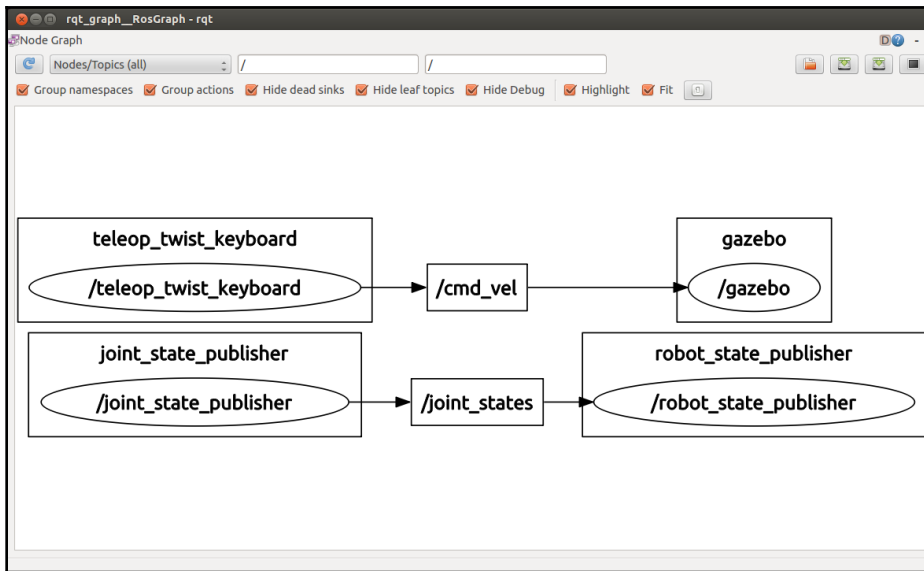 rqt_graph__RosGraph - rqt
Node Graph
D ? -
Nodes/Topics (all) / /
Group namespaces Group actions Hide dead sinks Hide leaf topics Hide Debug Highlight Fit
teleop_twist_keyboard gazebo
/teleop_twist_keyboard /cmd_vel /gazebo
joint_state_publisher robot_state_publisher
/joint_state_publisher /joint_states /robot_state_publisher